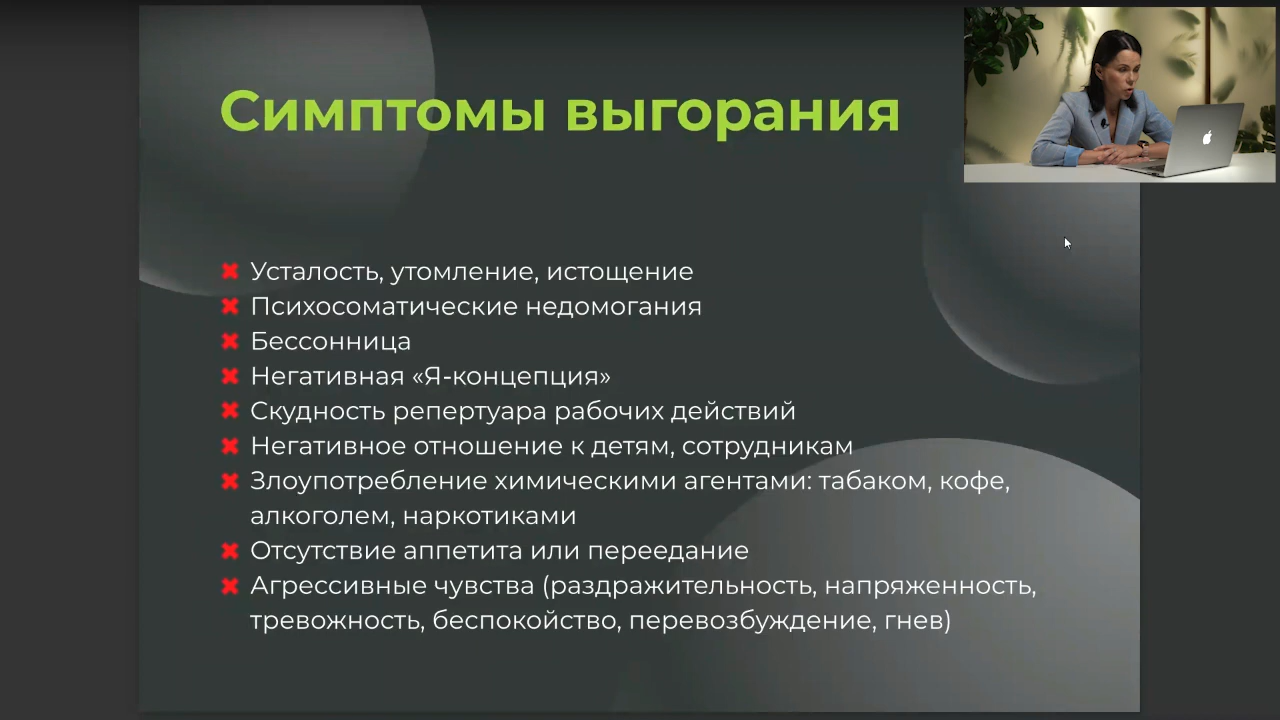 Симптомы выгорания
Усталость, утомление, истощение
Психосоматические недомогания
Бессонница
Негативная «Я-концепция»
Скудность репертуара рабочих действий
Негативное отношение к детям, сотрудникам
Злоупотребление химическими агентами: табаком, кофе,
алкоголем, наркотиками
Отсутствие аппетита или переедание
Агрессивные чувства (раздражительность, напряженность,
тревожность, беспокойство, перевозбуждение, гнев)